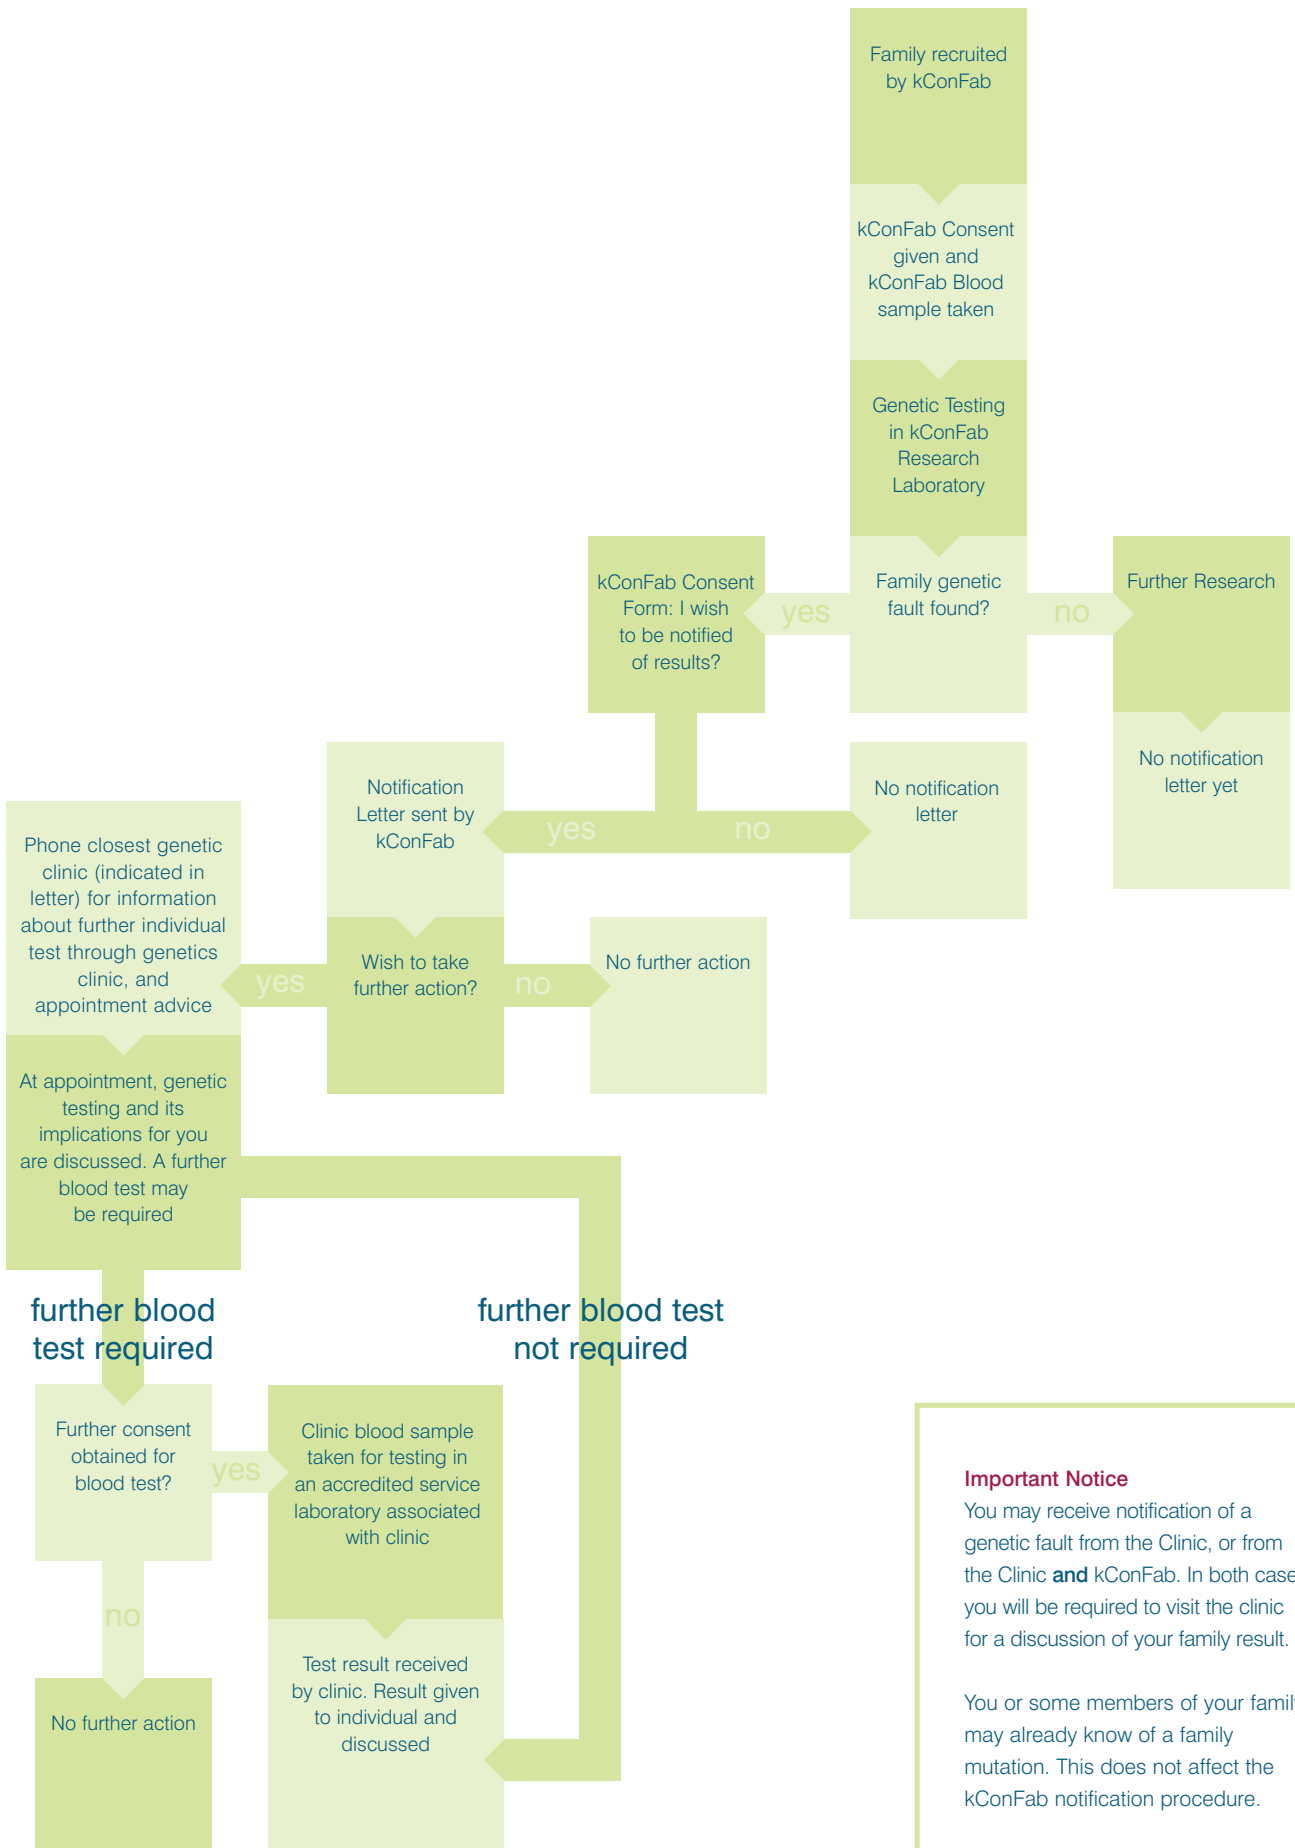 Family recruited
by kConFab
kConFab Consent
given and
kConFab Blood
sample taken
Genetic Testing
in kConFab
Research
Laboratory
Family genetic
fault found?
yes
no
kConFab Consent
Form: I wish
to be notified
of results?
Further Research
No notification
letter yet
yes
no
Notification
Letter sent by
kConFab
No notification
letter
Wish to take
further action?
yes
no
No further action
Phone closest genetic
clinic (indicated in
letter) for information
about further individual
test through genetics
clinic, and
appointment advice
At appointment, genetic
testing and its
implications for you
are discussed. A further
blood test may
be required
further blood
test required
further blood test
not required
Further consent
obtained for
blood test?
yes
no
Clinic blood sample
taken for testing in
an accredited service
laboratory associated
with clinic
Test result received
by clinic. Result given
to individual and
discussed
No further action
Important Notice
You may receive notification of a
genetic fault from the Clinic, or from
the Clinic and kConFab. In both case
you will be required to visit the clinic
for a discussion of your family result.
You or some members of your family
may already know of a family
mutation. This does not affect the
kConFab notification procedure.